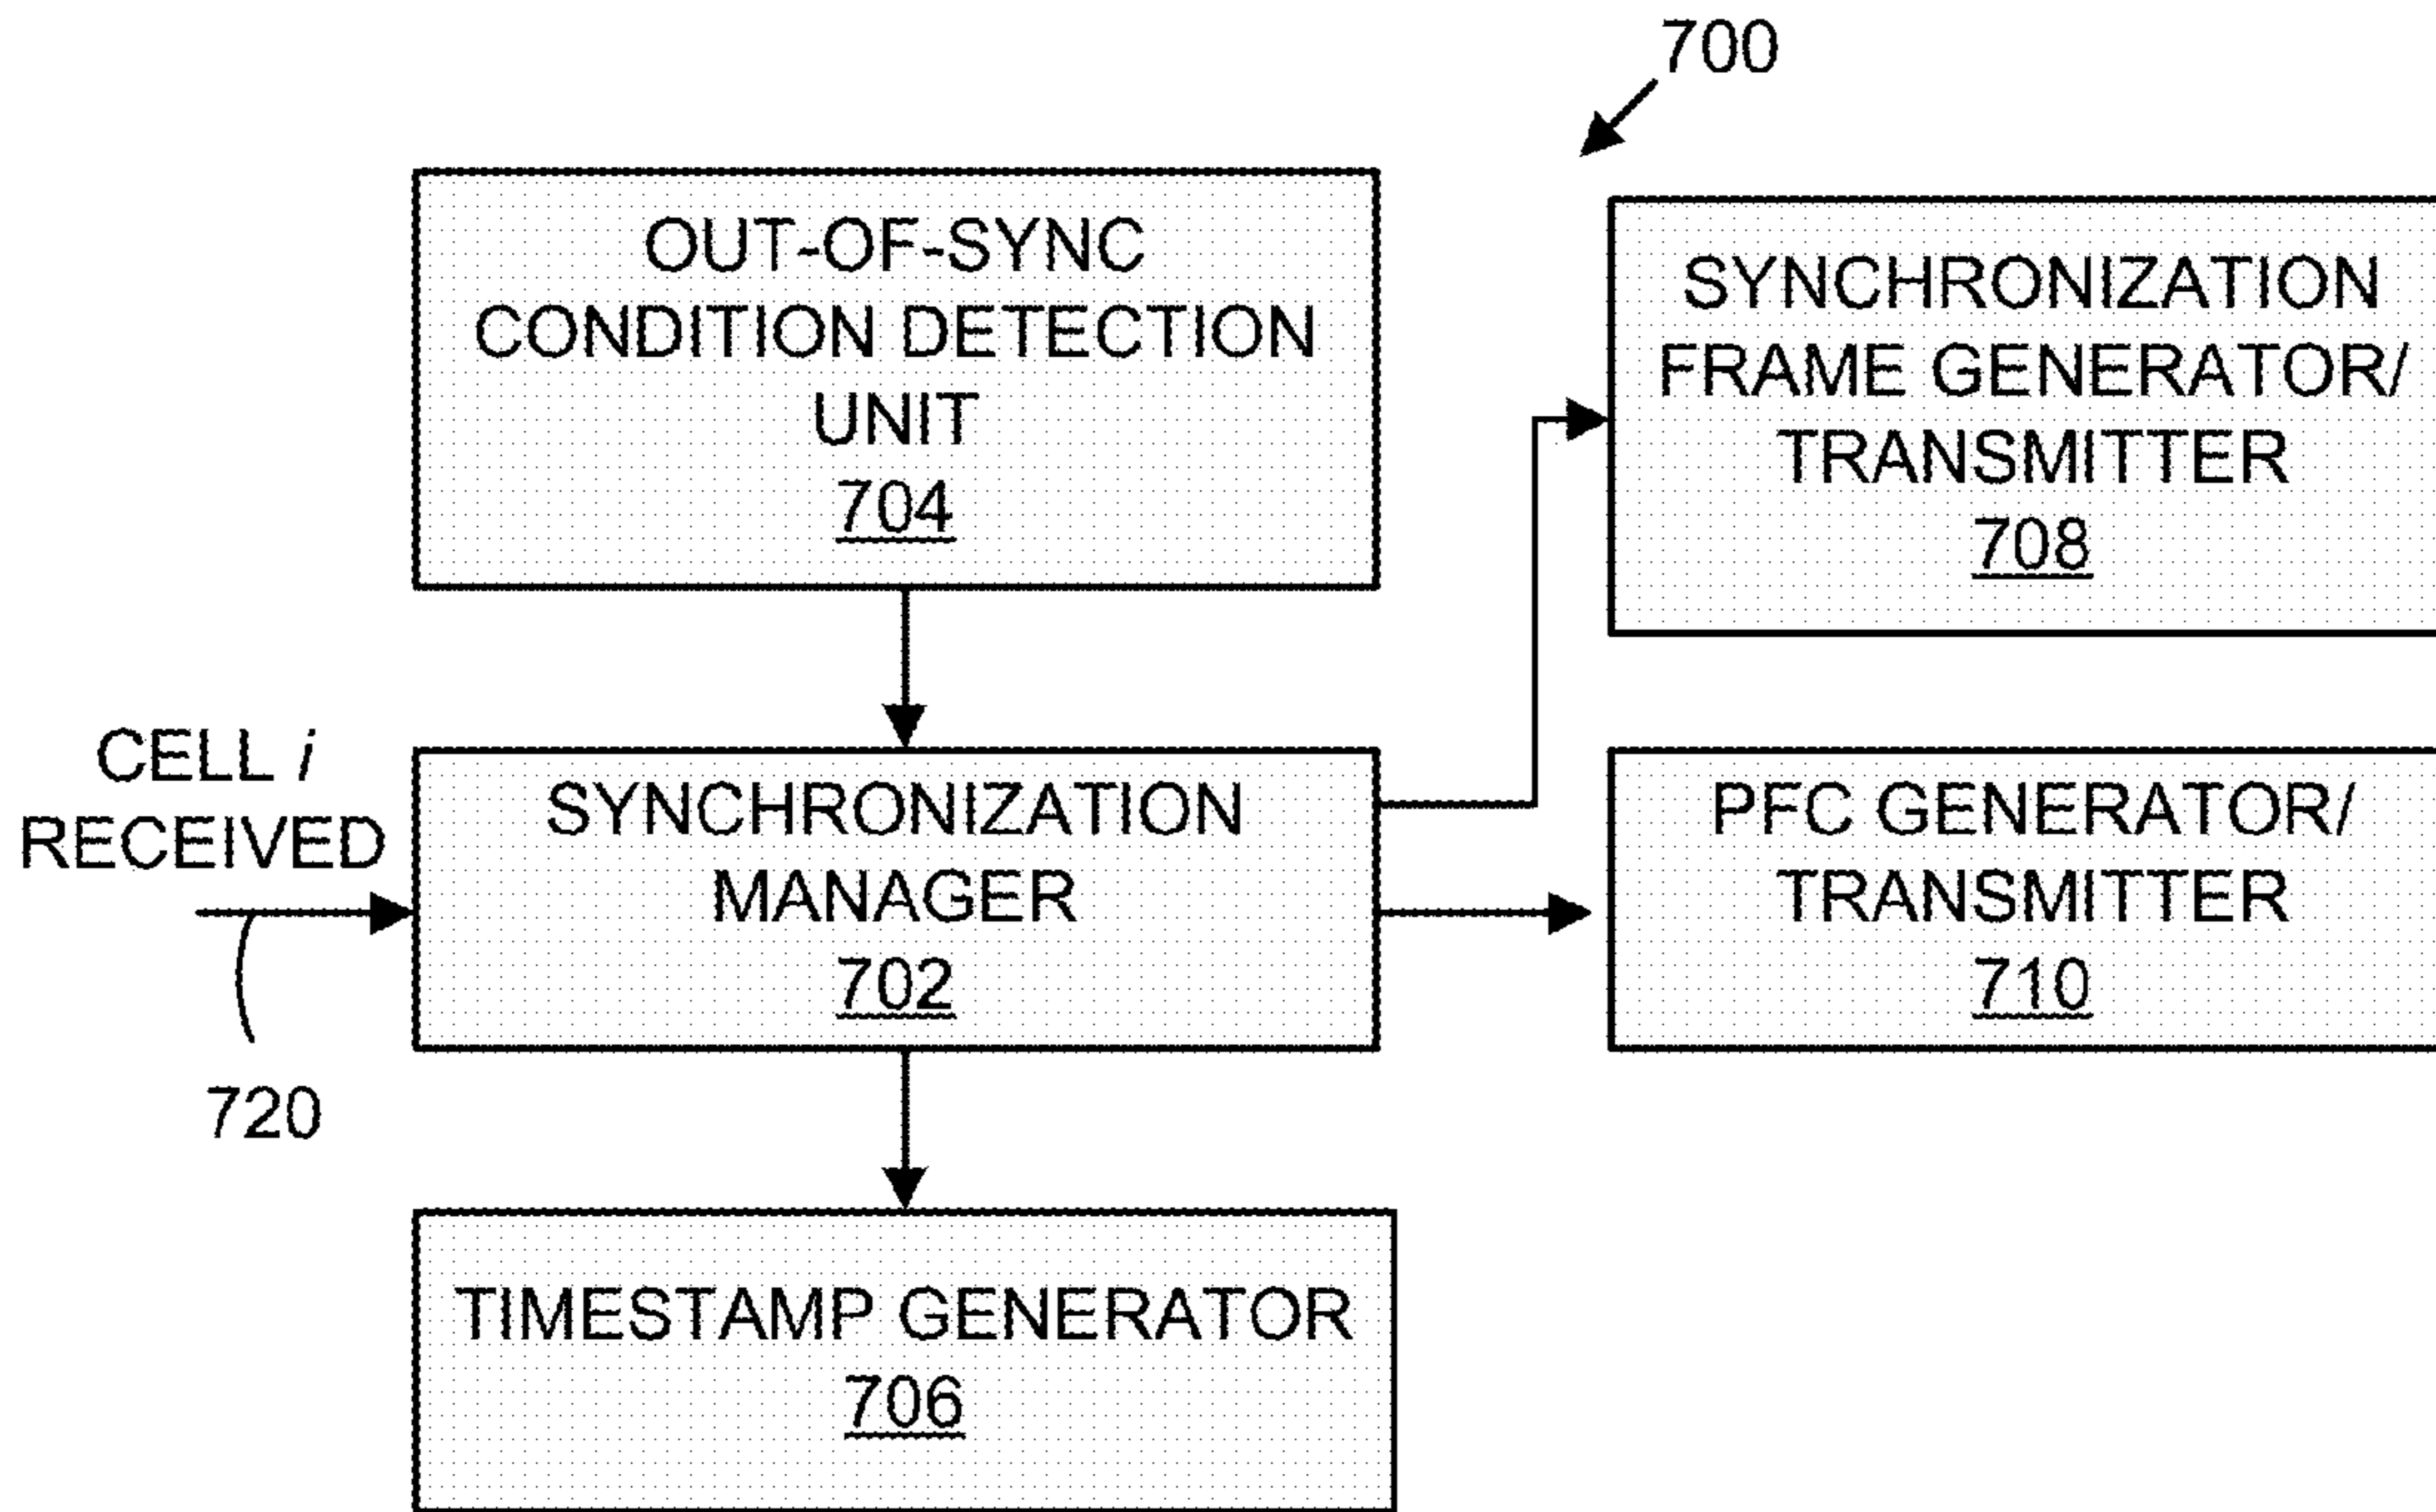 700
OUT-OF-SYNC
CONDITION DETECTION
UNIT
704
SYNCHRONIZATION
FRAME GENERATOR/
TRANSMITTER
708
CELL i
RECEIVED
720
SYNCHRONIZATION
MANAGER
702
PFC GENERATOR/
TRANSMITTER
710
TIMESTAMP GENERATOR
706